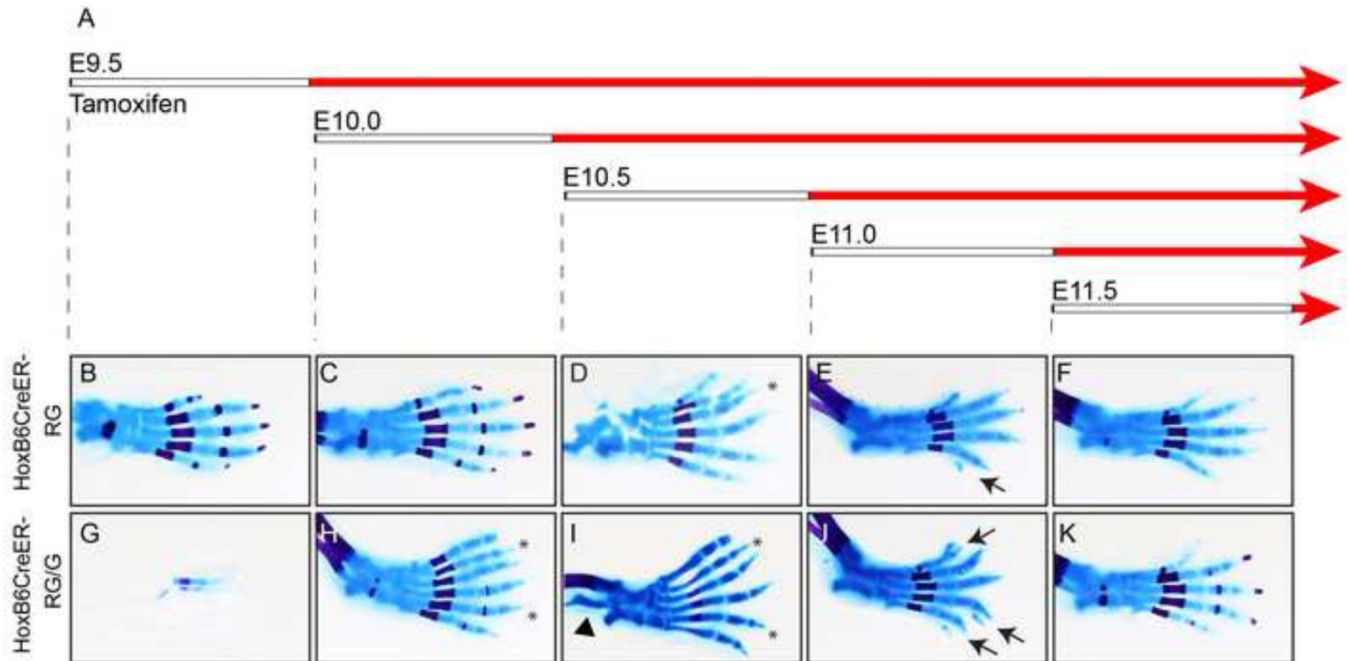 A
E9.5
Tamoxifen
E10.0
E10.5
E11.0
E11.5
HoxB6CreER-
RG
B
C
D
*
E
F
HoxB6CreER-
RG/G
G
H
*
*
I
*
*
J
K